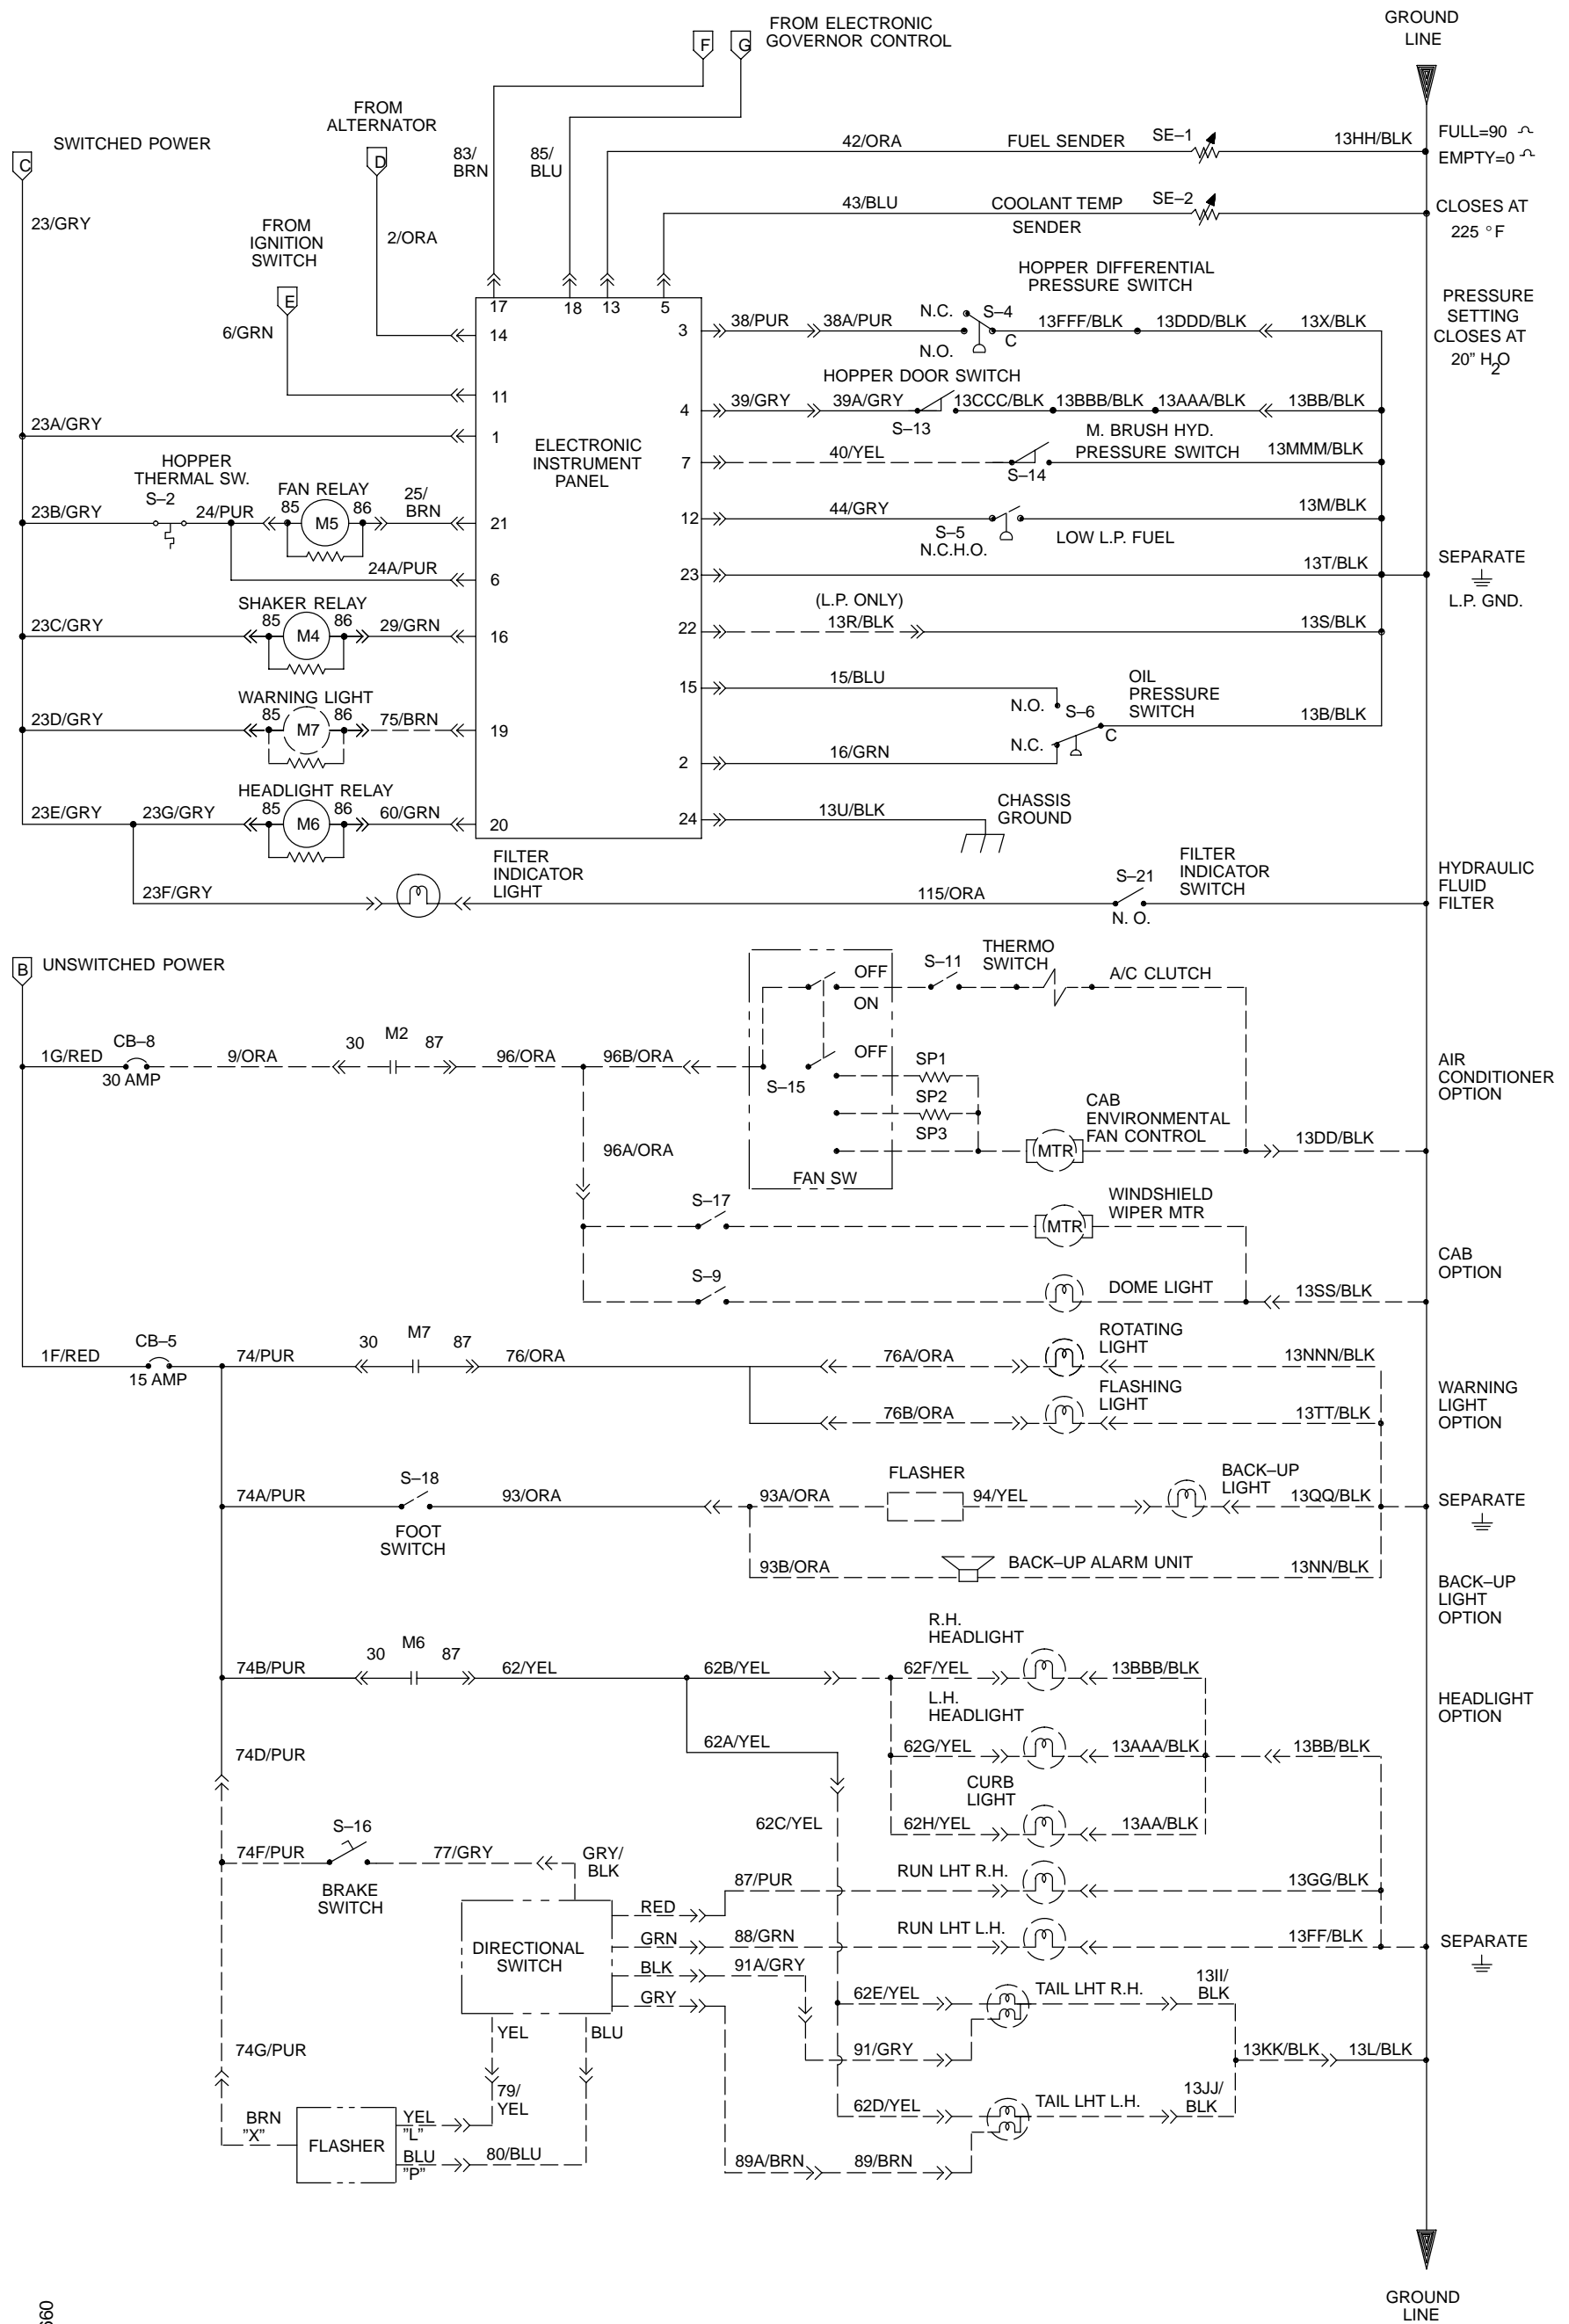 FROM ELECTRONIC
GOVERNOR CONTROL
F
G
GROUND
LINE
FROM
ALTERNATOR
D
SWITCHED POWER
C
83/
BRN
85/
BLU
42/ORA
FUEL SENDER
SE–1
13HH/BLK
FULL=90
EMPTY=0
23/GRY
FROM
IGNITION
SWITCH
E
2/ORA
43/BLU
COOLANT TEMP
SENDER
SE–2
CLOSES AT
225 °F
6/GRN
17
18
13
5
14
11
1
21
6
16
19
20
3
4
7
12
23
22
15
2
24
ELECTRONIC
INSTRUMENT
PANEL
HOPPER DIFFERENTIAL
PRESSURE SWITCH
38/PUR
38A/PUR
N.C.
S–4
N.O.
C
13FFF/BLK
13DDD/BLK
13X/BLK
PRESSURE
SETTING
CLOSES AT
20" H2O
HOPPER DOOR SWITCH
39/GRY
39A/GRY
S–13
13CCC/BLK
13BBB/BLK
13AAA/BLK
13BB/BLK
23A/GRY
40/YEL
S–14
M. BRUSH HYD.
PRESSURE SWITCH
13MMM/BLK
HOPPER
THERMAL SW.
S–2
23B/GRY
24/PUR
FAN RELAY
85
M5
86
25/
BRN
24A/PUR
44/GRY
S–5
N.C.H.O.
LOW L.P. FUEL
13M/BLK
13T/BLK
SEPARATE
L.P. GND.
SHAKER RELAY
23C/GRY
85
M4
86
29/GRN
(L.P. ONLY)
13R/BLK
13S/BLK
WARNING LIGHT
23D/GRY
85
M7
86
75/BRN
15/BLU
N.O.
S–6
OIL
PRESSURE
SWITCH
C
N.C.
13B/BLK
16/GRN
HEADLIGHT RELAY
23E/GRY
23G/GRY
85
M6
86
60/GRN
13U/BLK
CHASSIS
GROUND
23F/GRY
FILTER
INDICATOR
LIGHT
115/ORA
S–21
N. O.
FILTER
INDICATOR
SWITCH
HYDRAULIC
FLUID
FILTER
B
UNSWITCHED POWER
1G/RED
CB–8
30 AMP
9/ORA
30
M2
87
96/ORA
96B/ORA
OFF
ON
OFF
S–15
FAN SW
S–11
THERMO
SWITCH
A/C CLUTCH
SP1
SP2
SP3
CAB
ENVIRONMENTAL
FAN CONTROL
MTR
13DD/BLK
AIR
CONDITIONER
OPTION
96A/ORA
S–17
WINDSHIELD
WIPER MTR
MTR
S–9
DOME LIGHT
13SS/BLK
CAB
OPTION
1F/RED
CB–5
15 AMP
74/PUR
30
M7
87
76/ORA
76A/ORA
ROTATING
LIGHT
13NNN/BLK
76B/ORA
FLASHING
LIGHT
13TT/BLK
WARNING
LIGHT
OPTION
74A/PUR
S–18
FOOT
SWITCH
93/ORA
93A/ORA
FLASHER
94/YEL
BACK–UP
LIGHT
13QQ/BLK
SEPARATE
93B/ORA
BACK–UP ALARM UNIT
13NN/BLK
BACK–UP
LIGHT
OPTION
74B/PUR
30
M6
87
62/YEL
62B/YEL
62F/YEL
R.H.
HEADLIGHT
13BBB/BLK
HEADLIGHT
OPTION
74D/PUR
62A/YEL
L.H.
HEADLIGHT
62G/YEL
13AAA/BLK
13BB/BLK
CURB
LIGHT
62C/YEL
62H/YEL
13AA/BLK
74F/PUR
S–16
BRAKE
SWITCH
77/GRY
GRY/
BLK
87/PUR
RUN LHT R.H.
13GG/BLK
DIRECTIONAL
SWITCH
RED
GRN
BLK
GRY
88/GRN
RUN LHT L.H.
13FF/BLK
SEPARATE
91A/GRY
62E/YEL
TAIL LHT R.H.
13II/
BLK
YEL
BLU
91/GRY
13KK/BLK
13L/BLK
74G/PUR
79/
YEL
62D/YEL
TAIL LHT L.H.
13JJ/
BLK
BRN
"X"
FLASHER
YEL
"L"
BLU
"P"
80/BLU
89A/BRN
89/BRN
GROUND
LINE